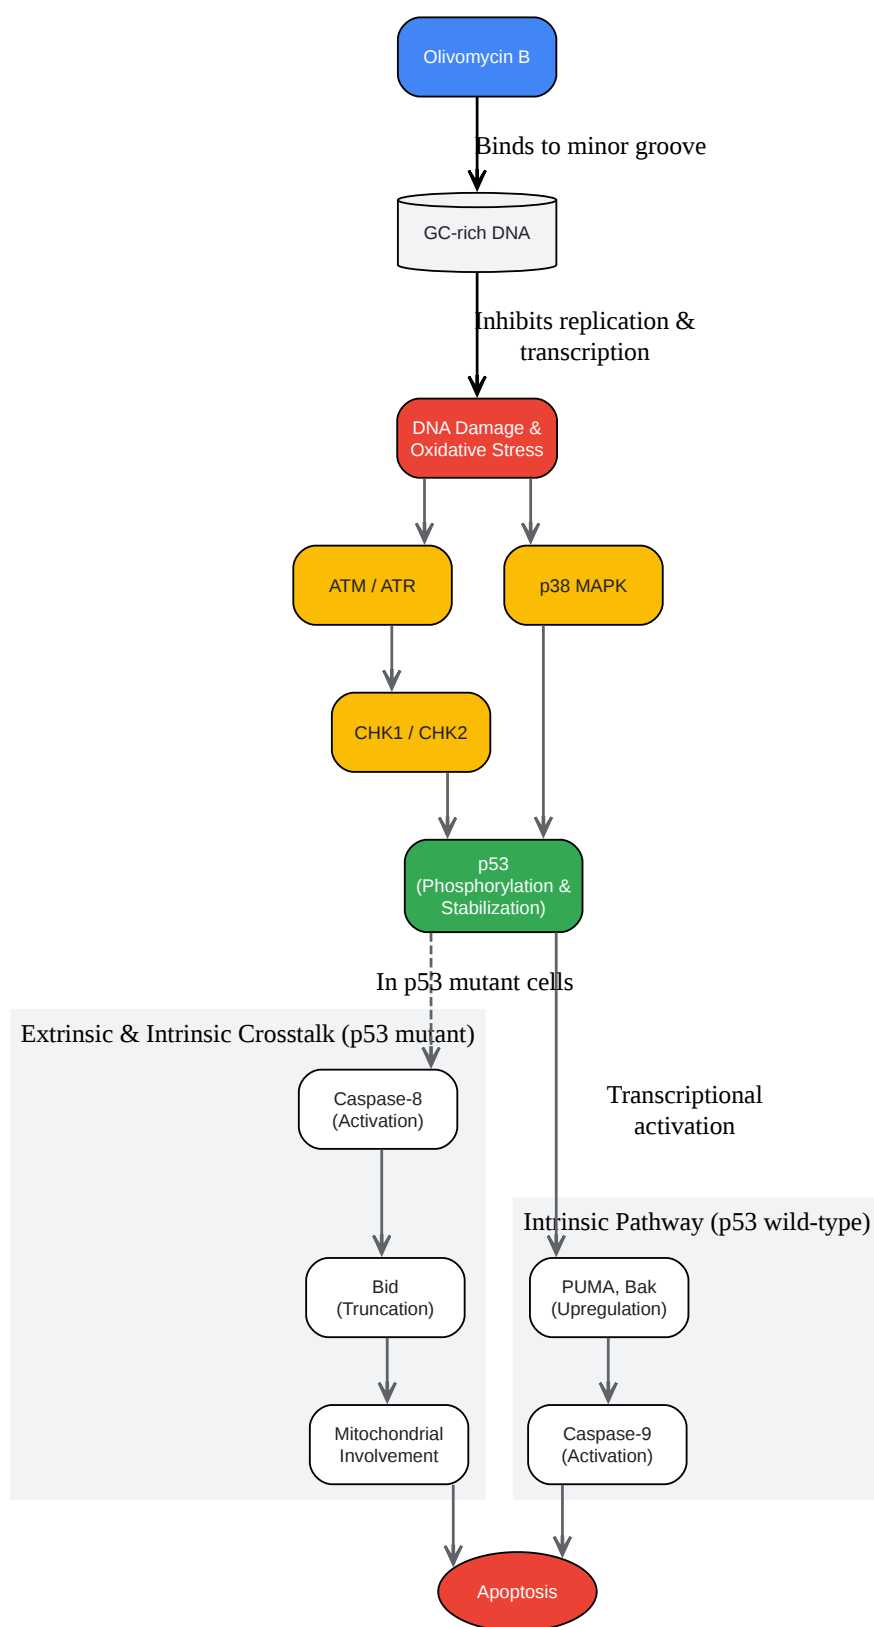 Olivomycin B
Binds to minor groove
GC-rich DNA
Inhibits replication &
transcription
DNA Damage &
Oxidative Stress
ATM / ATR
p38 MAPK
CHK1 / CHK2
p53
(Phosphorylation &
Stabilization)
In p53 mutant cells
Extrinsic & Intrinsic Crosstalk (p53 mutant)
Caspase-8
(Activation)
Transcriptional
activation
Intrinsic Pathway (p53 wild-type)
Bid
(Truncation)
PUMA, Bak
(Upregulation)
Mitochondrial
Involvement
Caspase-9
(Activation)
Apoptosis